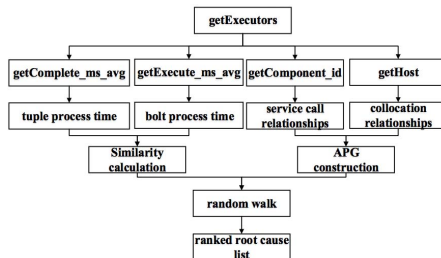 getExecutors
getComplete_ms_avg
getExecute_ms_avg
getComponent_id
getHost
tuple process time
bolt process time
service call
relationships
collocation
relationships
Similarity
calculation
APG
construction
random walk
ranked root cause
list